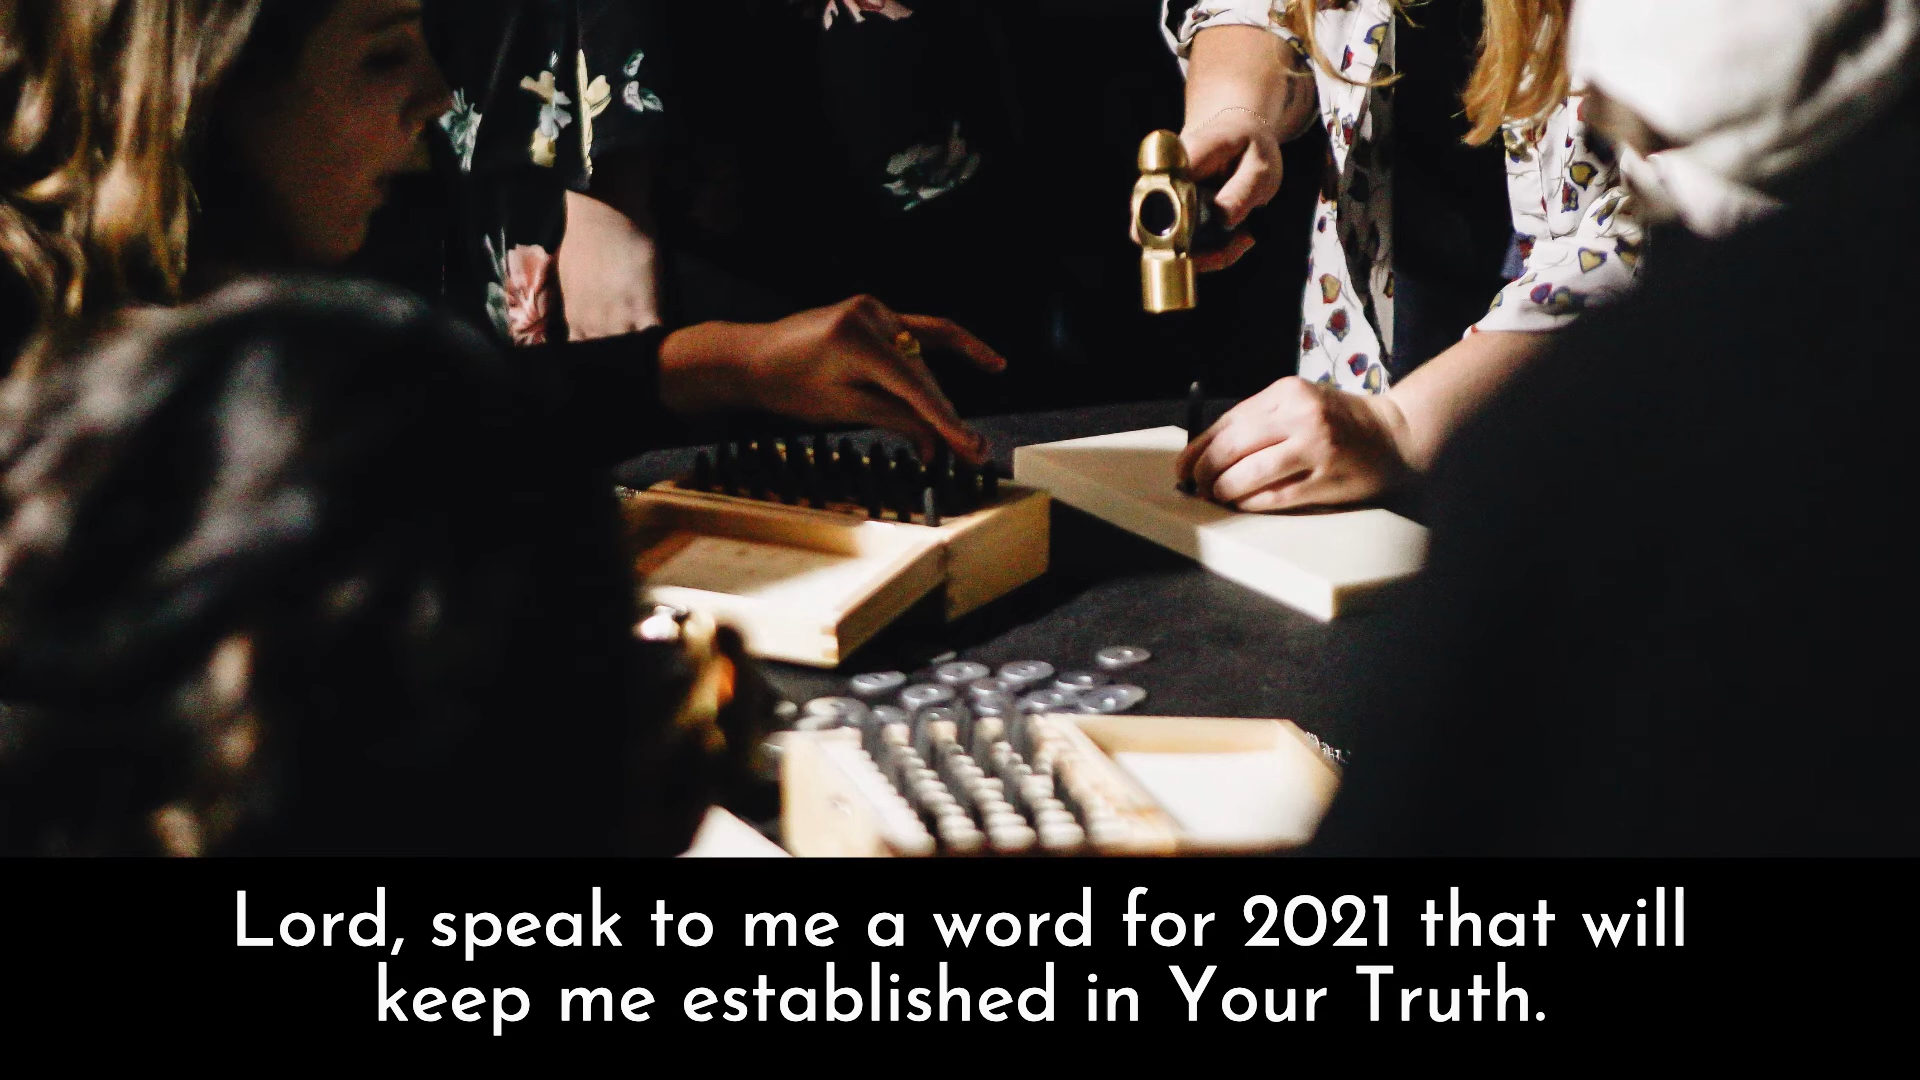 Lord, speak to me a word for 2021 that will
keep me established in Your Truth.